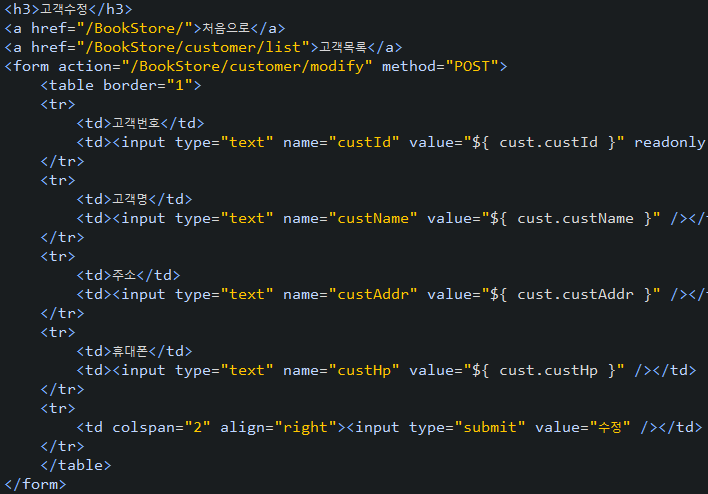 <h3>고객수정</h3>
<a href="/BookStore/">처음으로</a>
<a href="/BookStore/customer/list">고객목록</a>
<form action="/BookStore/customer/modify" method="POST">
<table border="1">
<tr>
<td>고객번호</td>
<td><input type="text" name="custId" value="${ cust.custId }" readonly
</tr>
<tr>
<td>고객명</td>
<td><input type="text" name="custName" value="${ cust.custName }" /></t
</tr>
<tr>
<td>주소</td>
<td><input type="text" name="custAddr" value="${ cust.custAddr }" /></t
</tr>
<tr>
<td>휴대폰</td>
<td><input type="text" name="custHp" value="${ cust.custHp }" /></td>
</tr>
<tr>
<td colspan="2" align="right"><input type="submit" value="수정" /></td>
</tr>
</table>
</form>